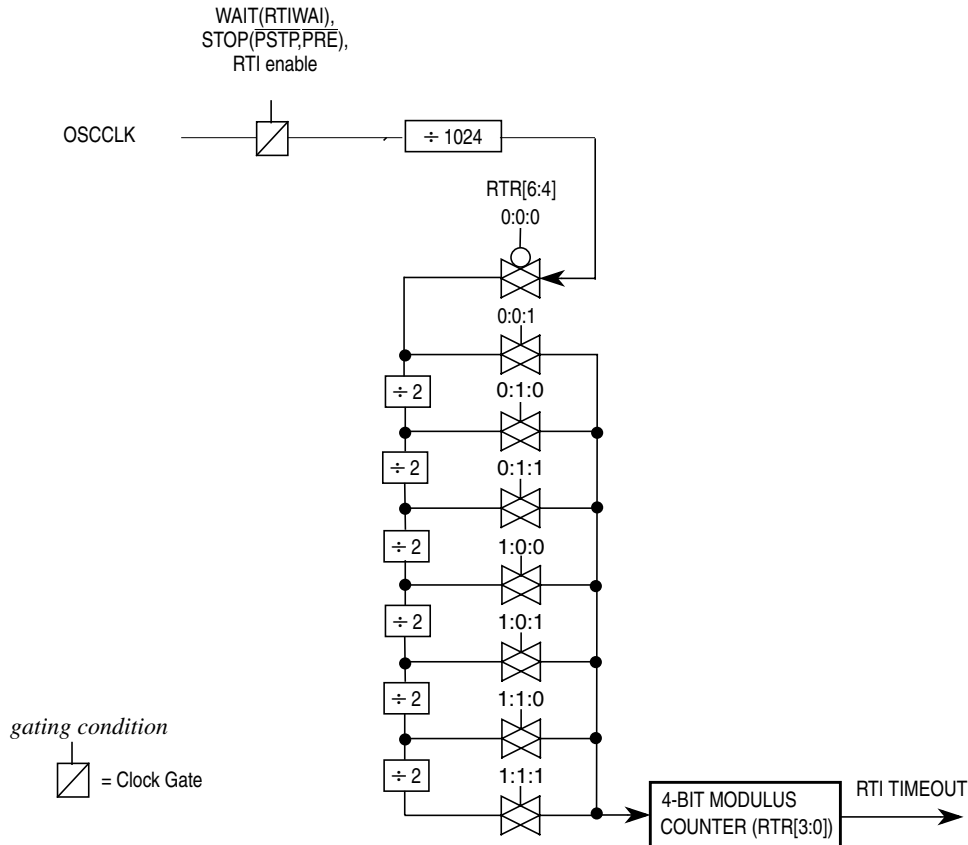 WAIT(RTIWAI),
STOP(PSTP,PRE),
RTI enable
OSCCLK
÷ 1024
RTR[6:4]
0:0:0
0:0:1
÷ 2
0:1:0
÷ 2
0:1:1
÷ 2
1:0:0
÷ 2
1:0:1
÷ 2
1:1:0
÷ 2
1:1:1
gating condition
= Clock Gate
4-BIT MODULUS
COUNTER (RTR[3:0])
RTI TIMEOUT